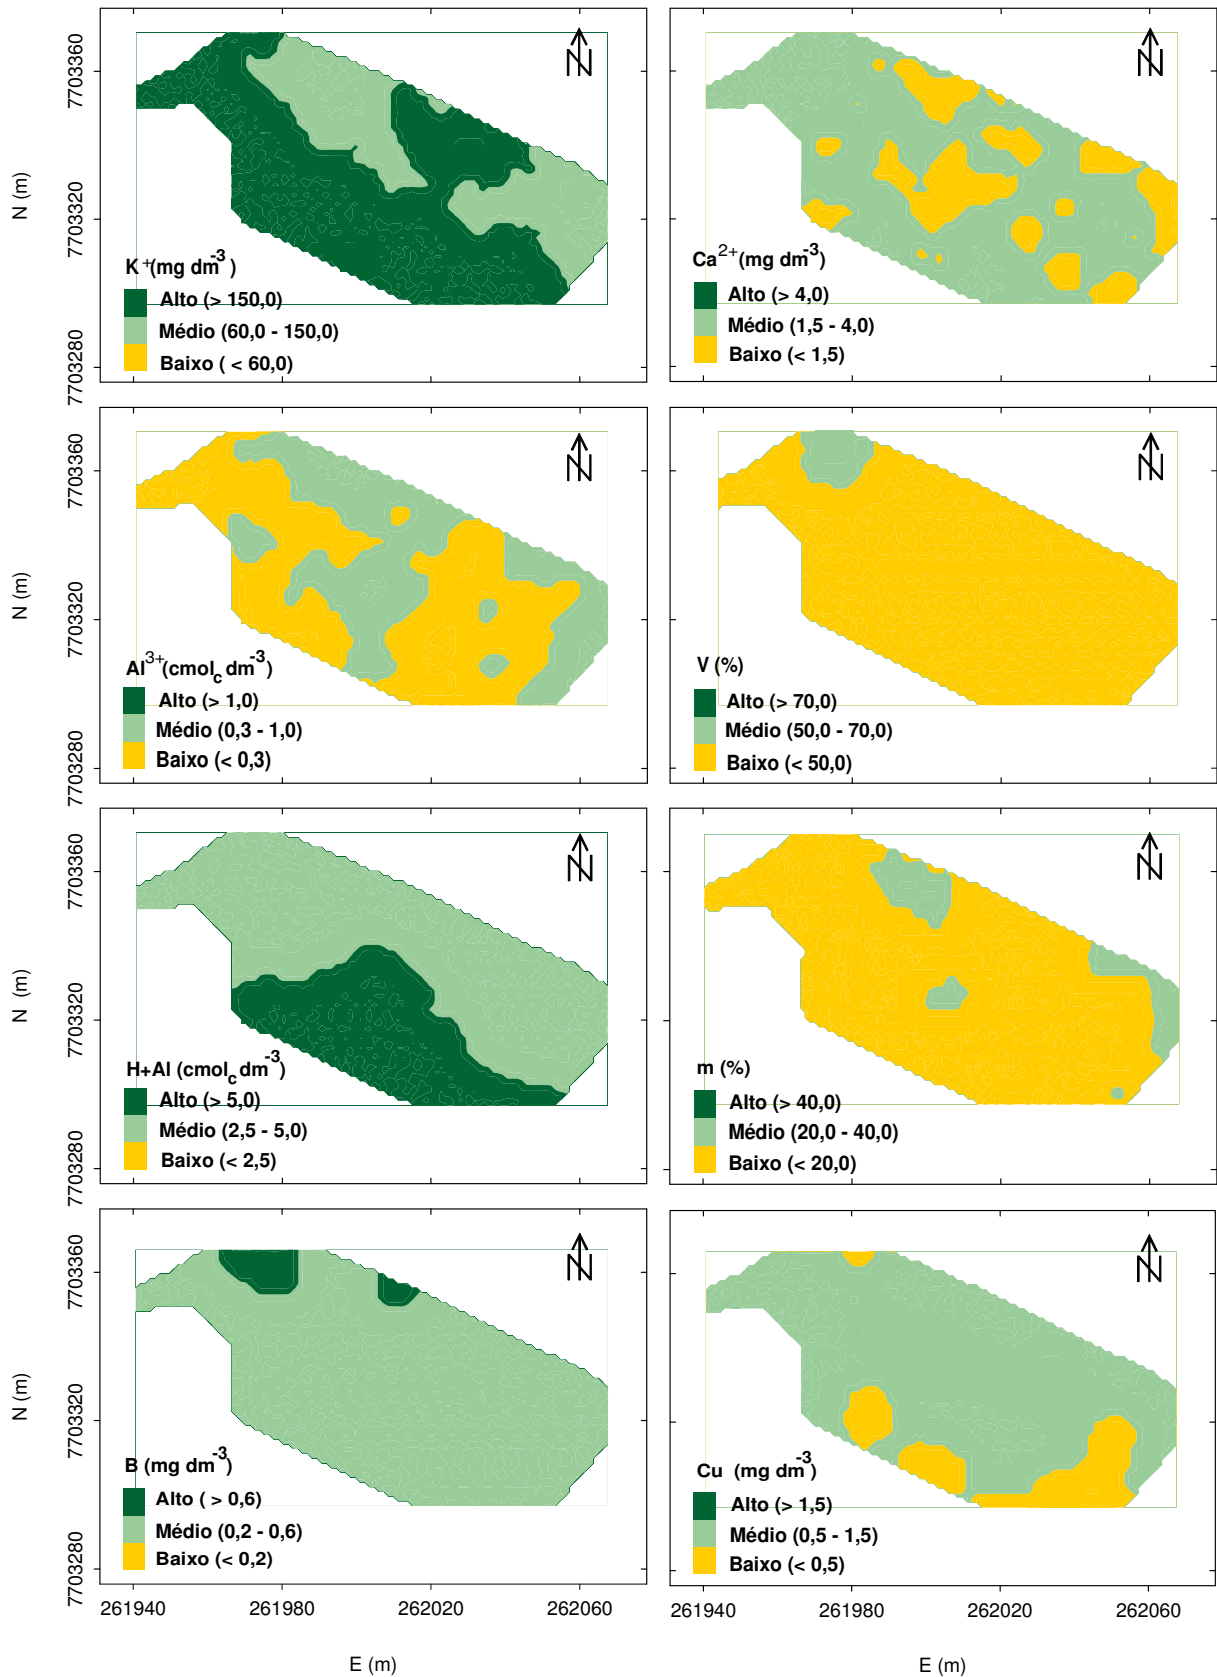 N
7703360
7703320
7703280
N (m)
K+(mg dm-3)
Alto (> 150,0)
Médio (60,0 - 150,0)
Baixo ( < 60,0)
N
Ca2+(mg dm-3)
Alto (> 4,0)
Médio (1,5 - 4,0)
Baixo (< 1,5)
N
7703360
7703320
7703280
N (m)
Al3+(cmolc dm-3)
Alto (> 1,0)
Médio (0,3 - 1,0)
Baixo (< 0,3)
N
V (%)
Alto (> 70,0)
Médio (50,0 - 70,0)
Baixo (< 50,0)
N
7703360
7703320
7703280
N (m)
H+Al (cmolc dm-3)
Alto (> 5,0)
Médio (2,5 - 5,0)
Baixo (< 2,5)
N
m (%)
Alto (> 40,0)
Médio (20,0 - 40,0)
Baixo (< 20,0)
N
7703360
7703320
7703280
N (m)
B (mg dm-3)
Alto ( > 0,6)
Médio (0,2 - 0,6)
Baixo (< 0,2)
261940 261980 262020 262060
E (m)
N
Cu (mg dm-3)
Alto (> 1,5)
Médio (0,5 - 1,5)
Baixo (< 0,5)
261940 261980 262020 262060
E (m)